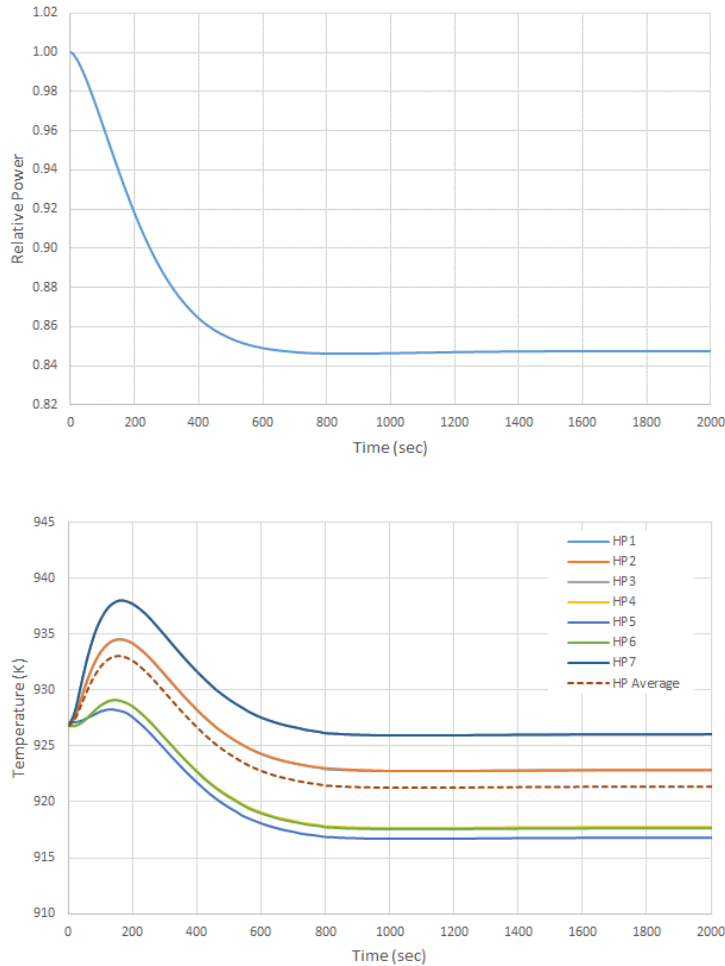 1.02
1.00
0.98
0.96
0.94
0.92
0.90
0.88
0.86
0.84
0.82
Relative Power
0 200 400 600 800 1000 1200 1400 1600 1800 2000
Time (sec)
945
940
935
930
925
920
915
910
Temperature (K)
HP1
HP2
HP3
HP4
HP5
HP6
HP7
HP Average
0 200 400 600 800 1000 1200 1400 1600 1800 2000
Time (sec)